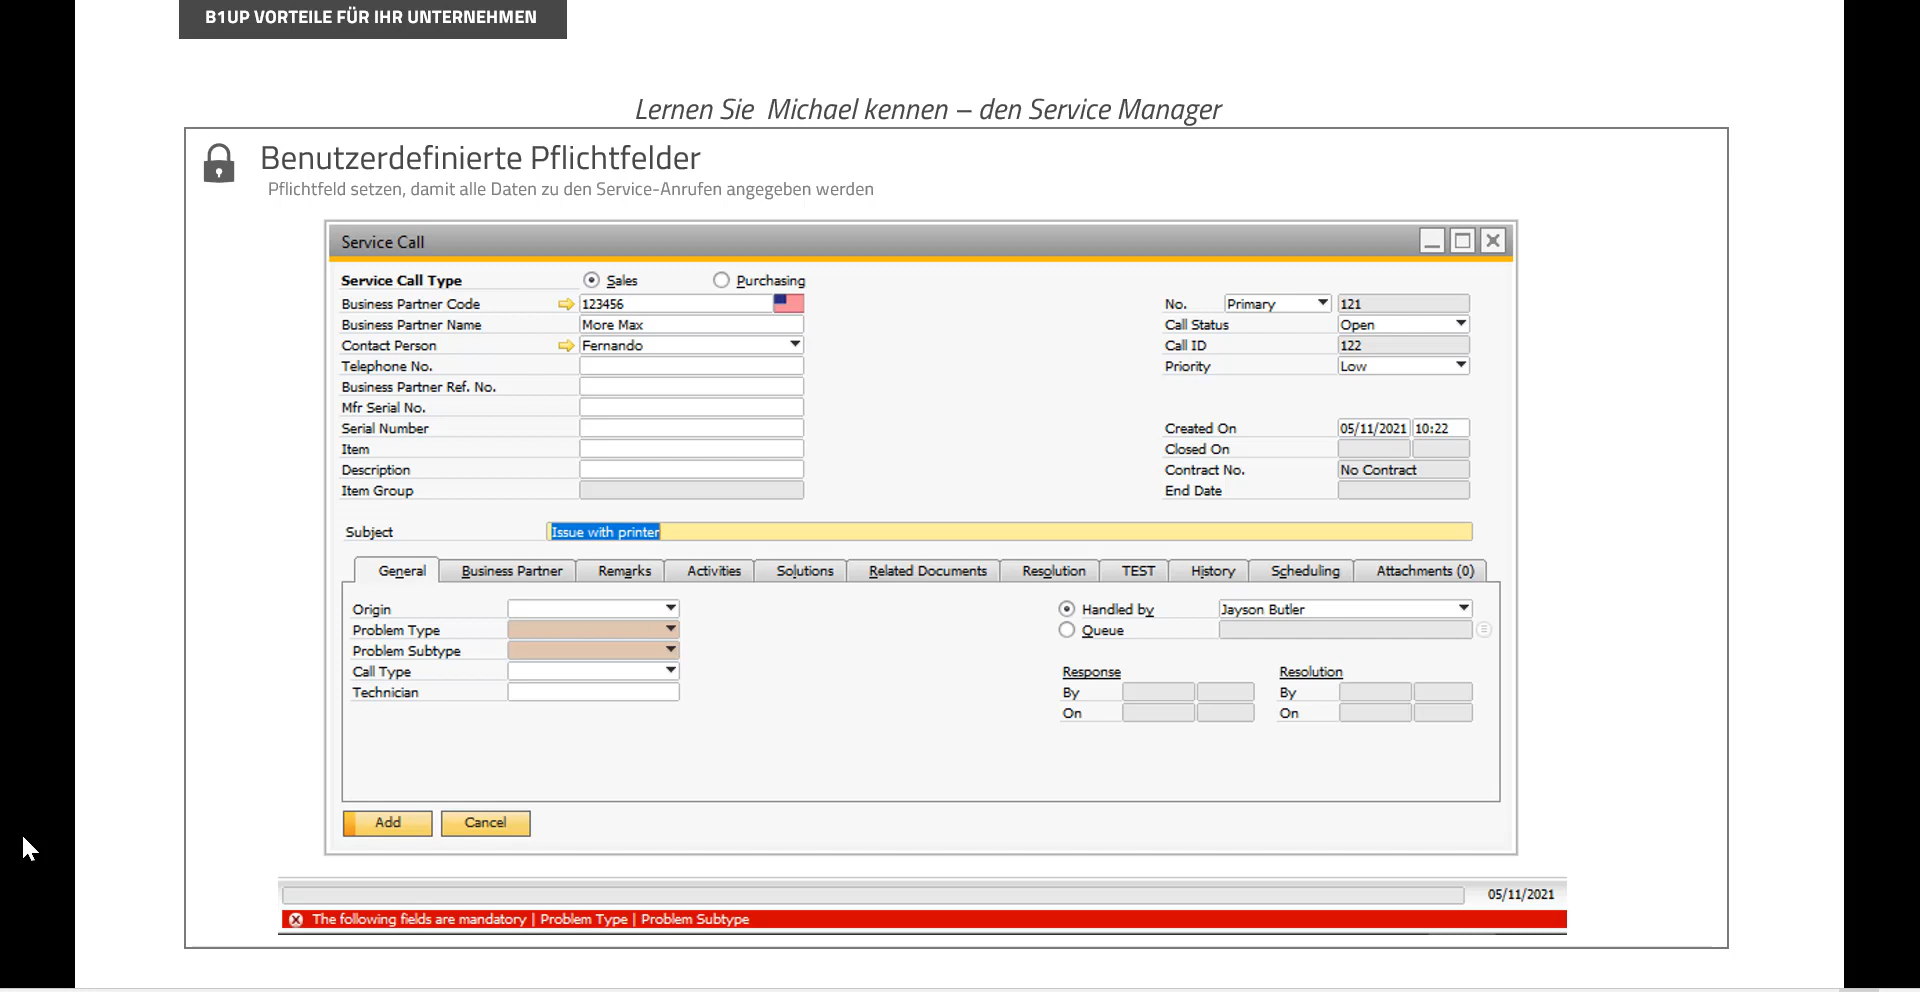 B1UP VORTEILE FÜR IHR UNTERNEHMEN
Lernen Sie Michael kennen – den Service Manager
Benutzerdefinierte Pflichtfelder
Pflichtfeld setzen, damit alle Daten zu den Service-Anrufen angegeben werden
Service Call
Service Call Type Sales Purchasing
Business Partner Code 123456 No. Primary 121
Business Partner Name More Max Call Status Open
Contact Person Fernando Call ID 122
Telephone No. Priority Low
Business Partner Ref. No.
Mfr Serial No.
Serial Number Created On 05/11/2021 10:22
Item Closed On
Description Contract No. No Contract
Item Group End Date
Subject Issue with printer
General Business Partner Remarks Activities Solutions Related Documents Resolution TEST History Scheduling Attachments (0)
Origin Handled by Jayson Butler
Problem Type Queue
Problem Subtype
Call Type Response Resolution
Technician By By
On On
Add Cancel
05/11/2021
The following fields are mandatory | Problem Type | Problem Subtype